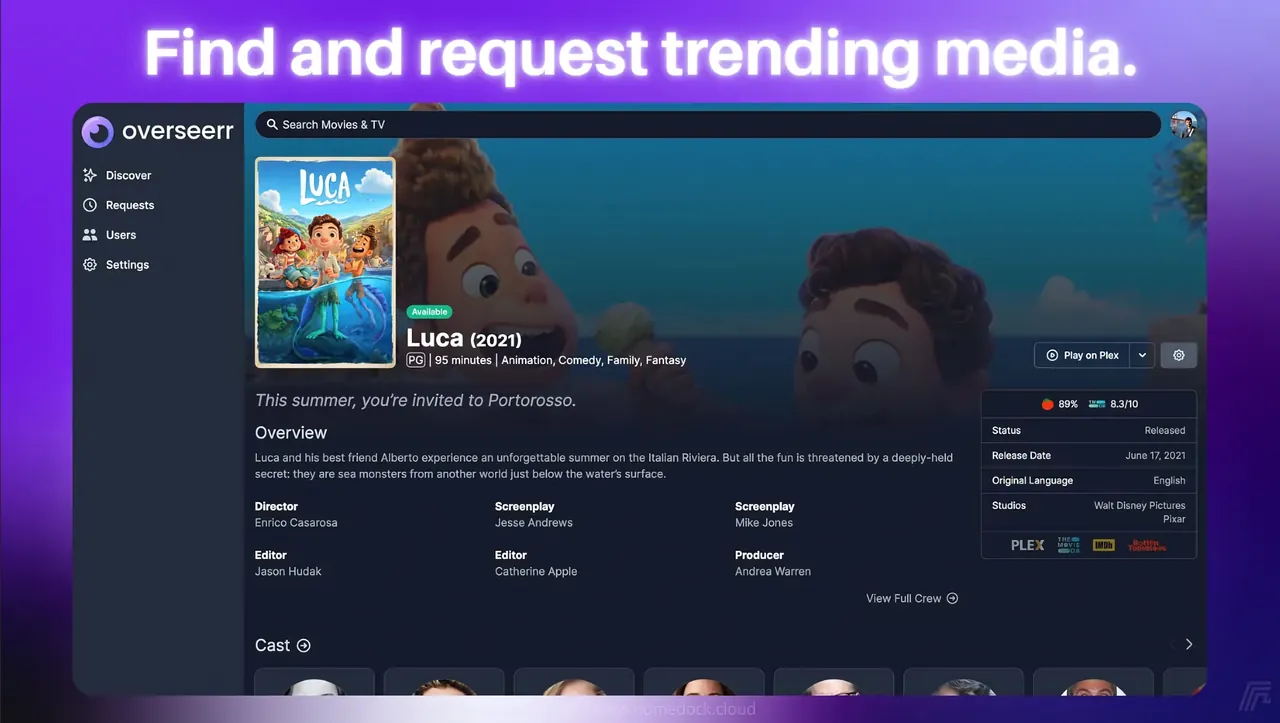 Find and request trending media.
overseerr
Search Movies & TV
Discover
Requests
Users
Settings
LUCA
Available
Luca (2021)
PG | 95 minutes | Animation, Comedy, Family, Fantasy
Play on Plex
This summer, you're invited to Portorosso.
89% 8.3/10
Overview
Luca and his best friend Alberto experience an unforgettable summer on the Italian Riviera. But all the fun is threatened by a deeply-held
secret: they are sea monsters from another world just below the water's surface.
Status Released
Release Date June 17, 2021
Original Language English
Studios Walt Disney Pictures
Pixar
PLEX THE MOVIE DB IMDb Rotten Tomatoes
Director Screenplay Screenplay
Enrico Casarosa Jesse Andrews Mike Jones
Editor Editor Producer
Jason Hudak Catherine Apple Andrea Warren
View Full Crew
Cast
omedock.cloud